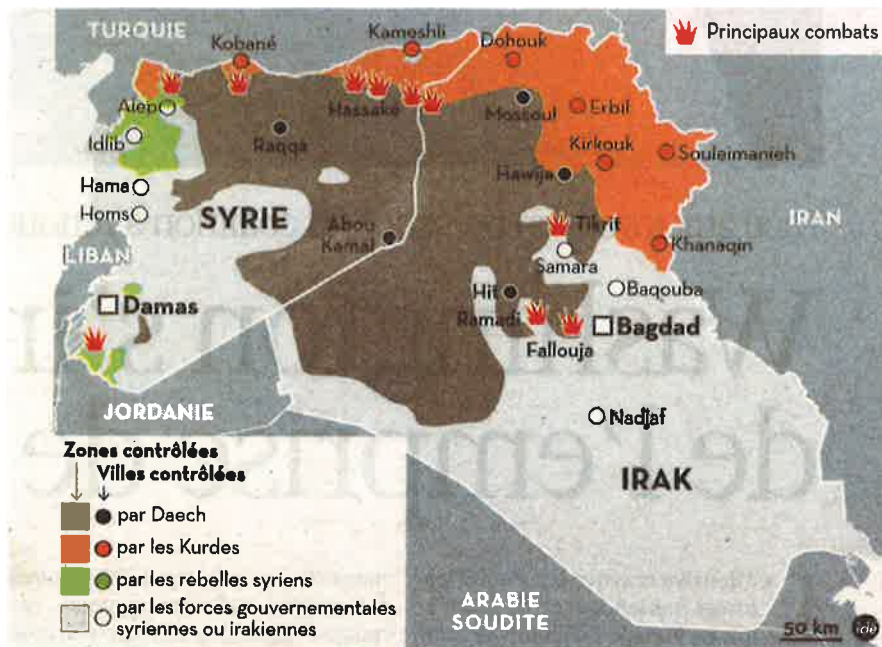 TURQUIE
Principaux combats
Kobané
Kameshli
Dohouk
Alep
Hassaké
Mossoul
Erbil
Idlib
Raqqa
Kirkouk
Souleimanieh
Hama
Hawija
Homs
SYRIE
Abou
Kamal
Tikrit
IRAN
LIBAN
Samara
Khanaqin
Damas
Hit
Baqouba
Ramadi
Bagdad
Fallouja
JORDANIE
Nadjaf
IRAK
Zones contrôlées
Villes contrôlées
par Daech
par les Kurdes
par les rebelles syriens
par les forces gouvernementales
syriennes ou irakiennes
ARABIE
SAOUDITE
50 km
idé